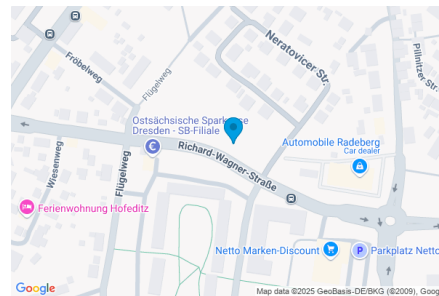 Fröbelweg
Flügelweg
Neratovicer Str.
Pillnitzer Str.
Ostsächsische Sparkasse
Dresden - SB-Filiale
€
Richard-Wagner-Straße
Automobile Radeberg
Car dealer
Wiesenweg
Flügelweg
Ferienwohnung Hofeditz
Netto Marken-Discount
P
Parkplatz Netto
Google
Map data ©2025 GeoBasis-DE/BKG (©2009), Goog